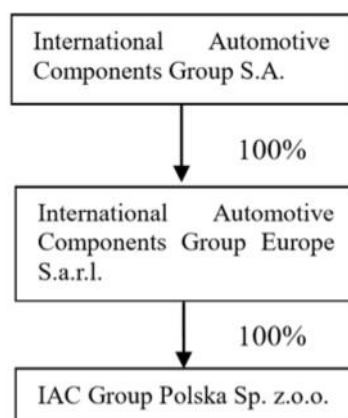 International Automotive
Components Group S.A.
100%
International Automotive
Components Group Europe
S.a.r.l.
100%
IAC Group Polska Sp. z.o.o.